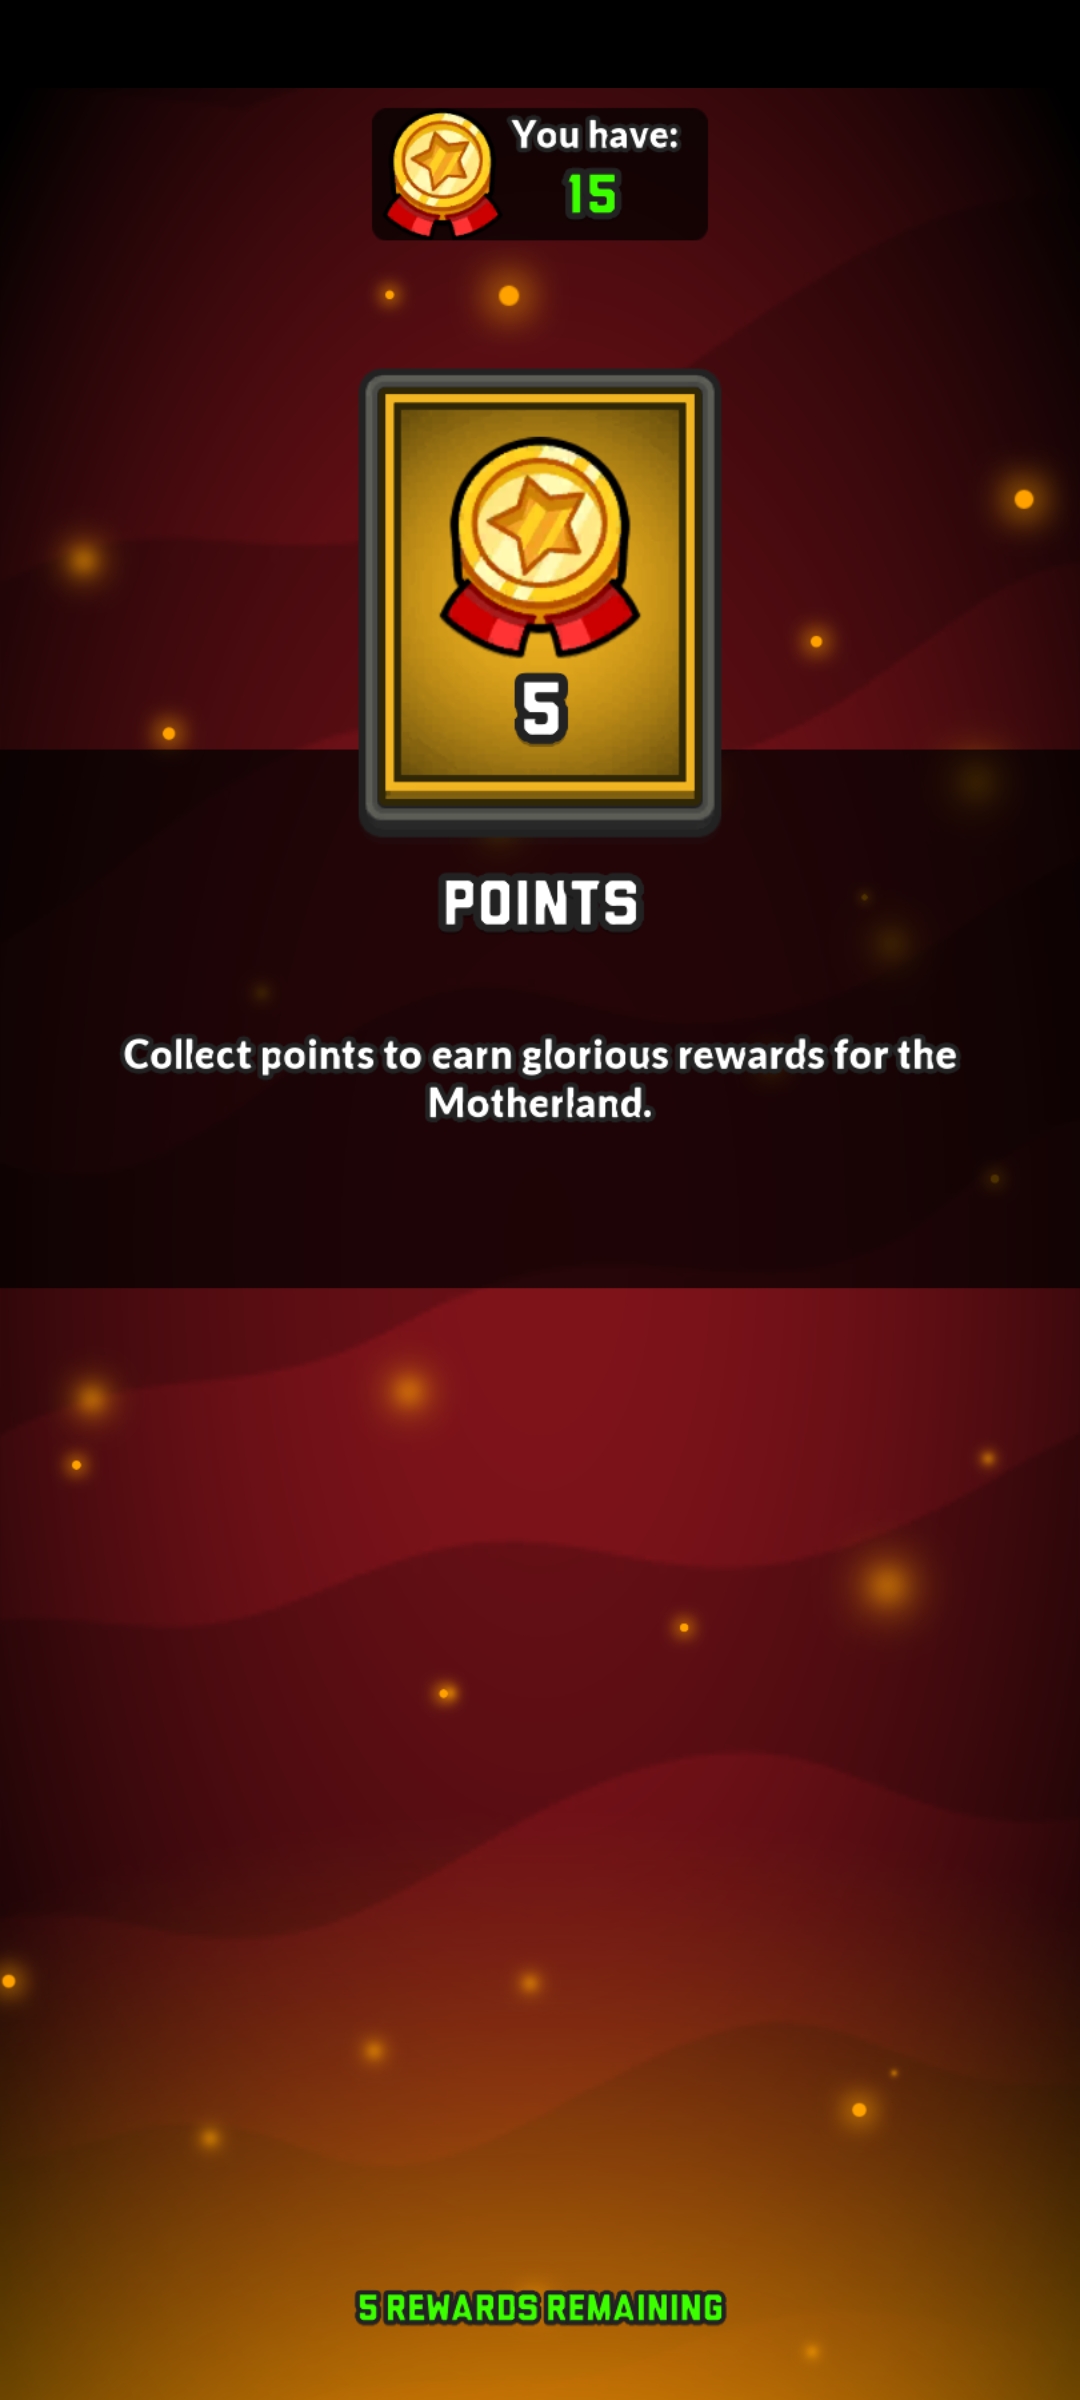 You have:
15
5
POINTS
Collect points to earn glorious rewards for the
Motherland.
5 REWARDS REMAINING